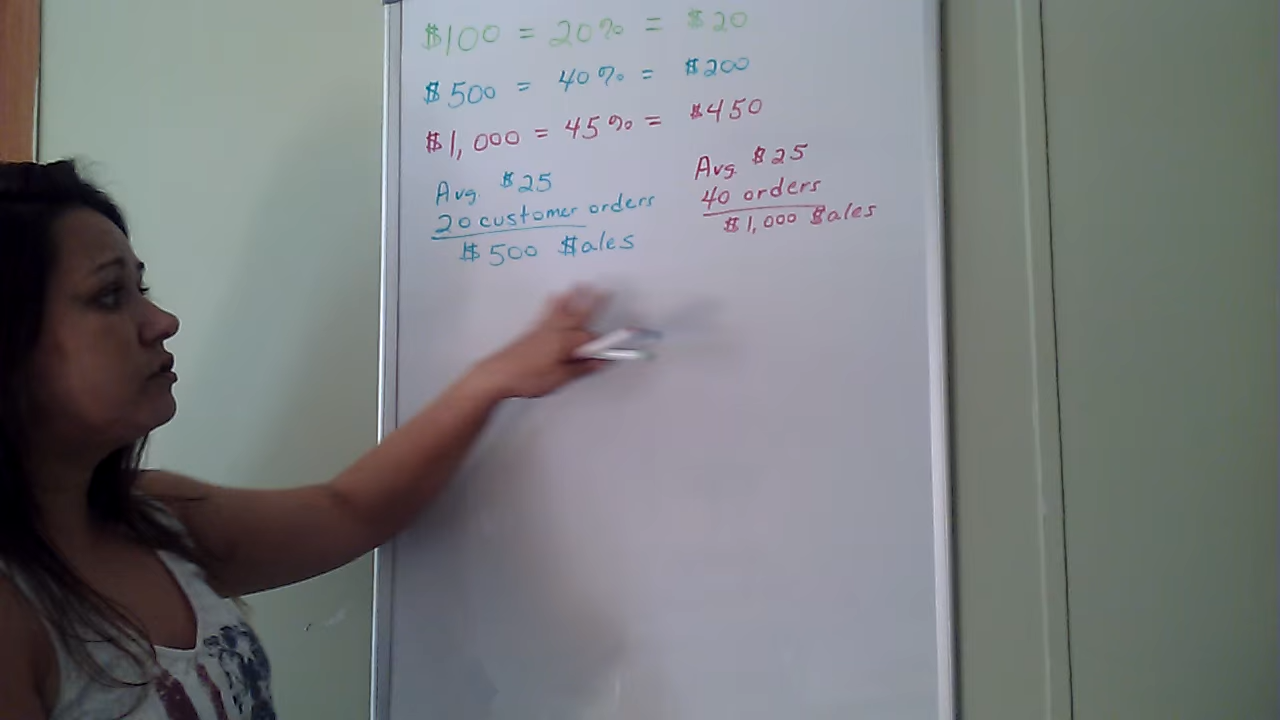 $100 = 20% = $20
$500 = 40% = $200
$1,000 = 45% = $450
Avg. $25
20 customer orders
$500 $ales
Avg. $25
40 orders
$1,000 $ales